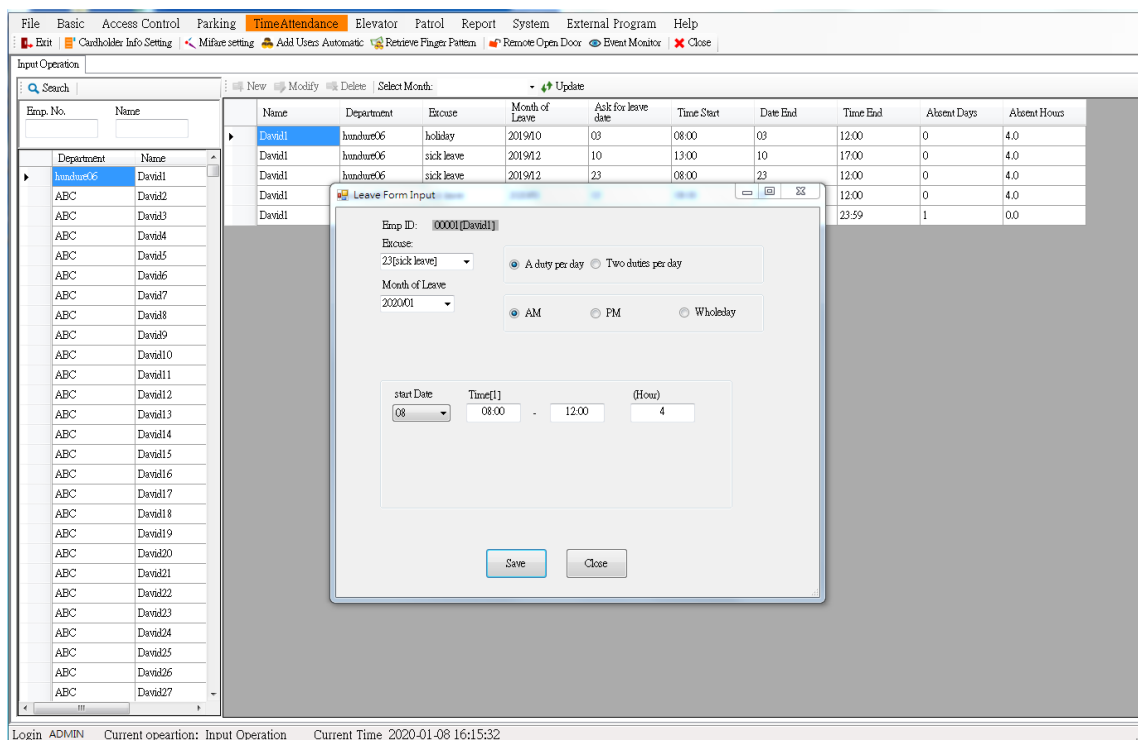 File Basic Access Control Parking TimeAttendance Elevator Patrol Report System External Program Help
Exit Cardholder Info Setting Mifare setting Add Users Automatic Retrieve Finger Pattern Remote Open Door Event Monitor Close
Input Operation
Search
New Modify Delete Select Month: Update
Emp. No. Name
Department Name
hundure06 David1
ABC David2
ABC David3
ABC David4
ABC David5
ABC David6
ABC David7
ABC David8
ABC David9
ABC David10
ABC David11
ABC David12
ABC David13
ABC David14
ABC David15
ABC David16
ABC David17
ABC David18
ABC David19
ABC David20
ABC David21
ABC David22
ABC David23
ABC David24
ABC David25
ABC David26
ABC David27
Name Department Excuse Month of Leave Ask for leave date Time Start Date End Time End Absent Days Absent Hours
David1 hundure06 holiday 2019/10 03 08:00 03 12:00 0 4.0
David1 hundure06 sick leave 2019/12 10 13:00 10 17:00 0 4.0
David1 hundure06 sick leave 2019/12 23 08:00 23 12:00 0 4.0
David1 12:00 0 4.0
David1 23:59 1 0.0
Leave Form Input
Emp ID: 00001[David1]
Excuse:
23[sick leave]
A duty per day Two duties per day
Month of Leave
2020/01
AM PM Wholeday
start Date Time[1] (Hour)
08 08:00 - 12:00 4
Save Close
Login ADMIN Current opeartion: Input Operation Current Time 2020-01-08 16:15:32